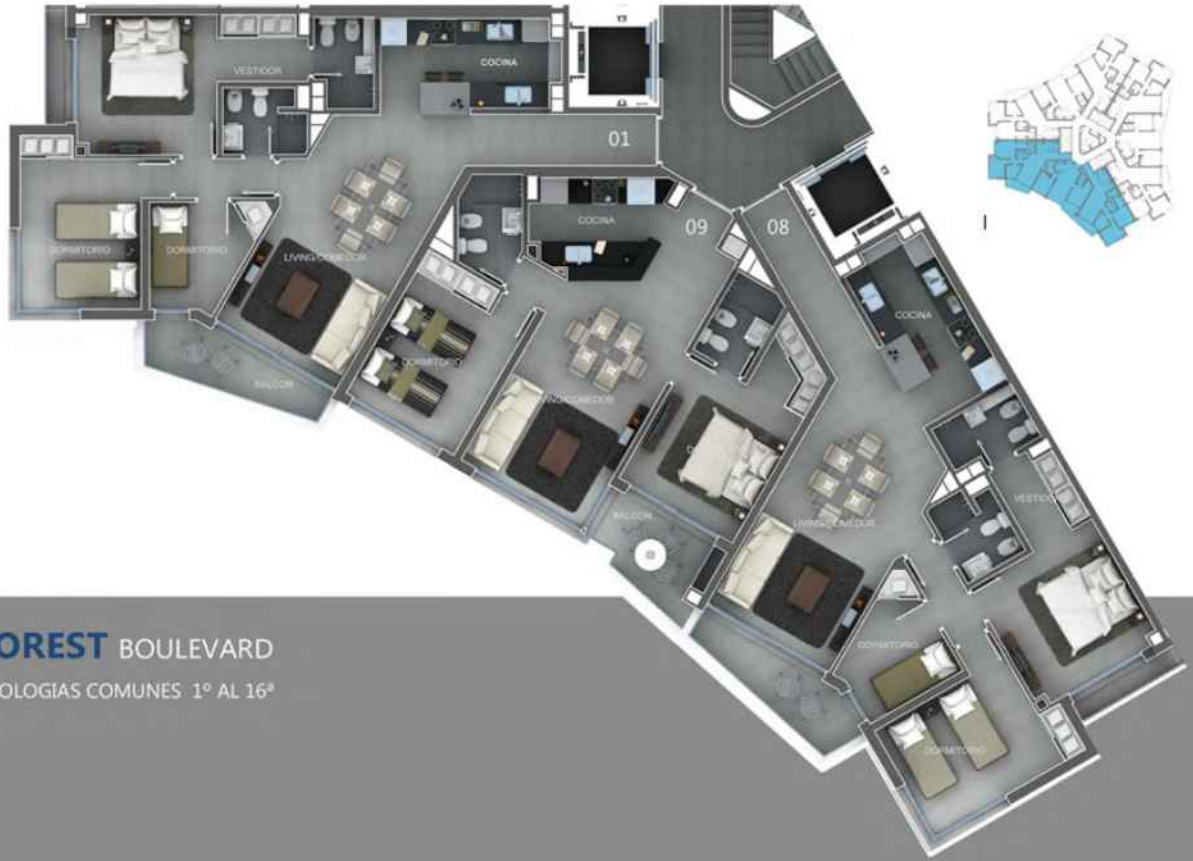 VESTIDOR
COCINA
01
DORMITORIO
DORMITORIO
LIVING/COMEDOR
BALCON
COCINA
09
08
DORMITORIO
BALCON
COCINA
LIVING/COMEDOR
VESTIDOR
DORMITORIO
DORMITORIO
OREST BOULEVARD
OLOGIAS COMUNES 1º AL 16ª